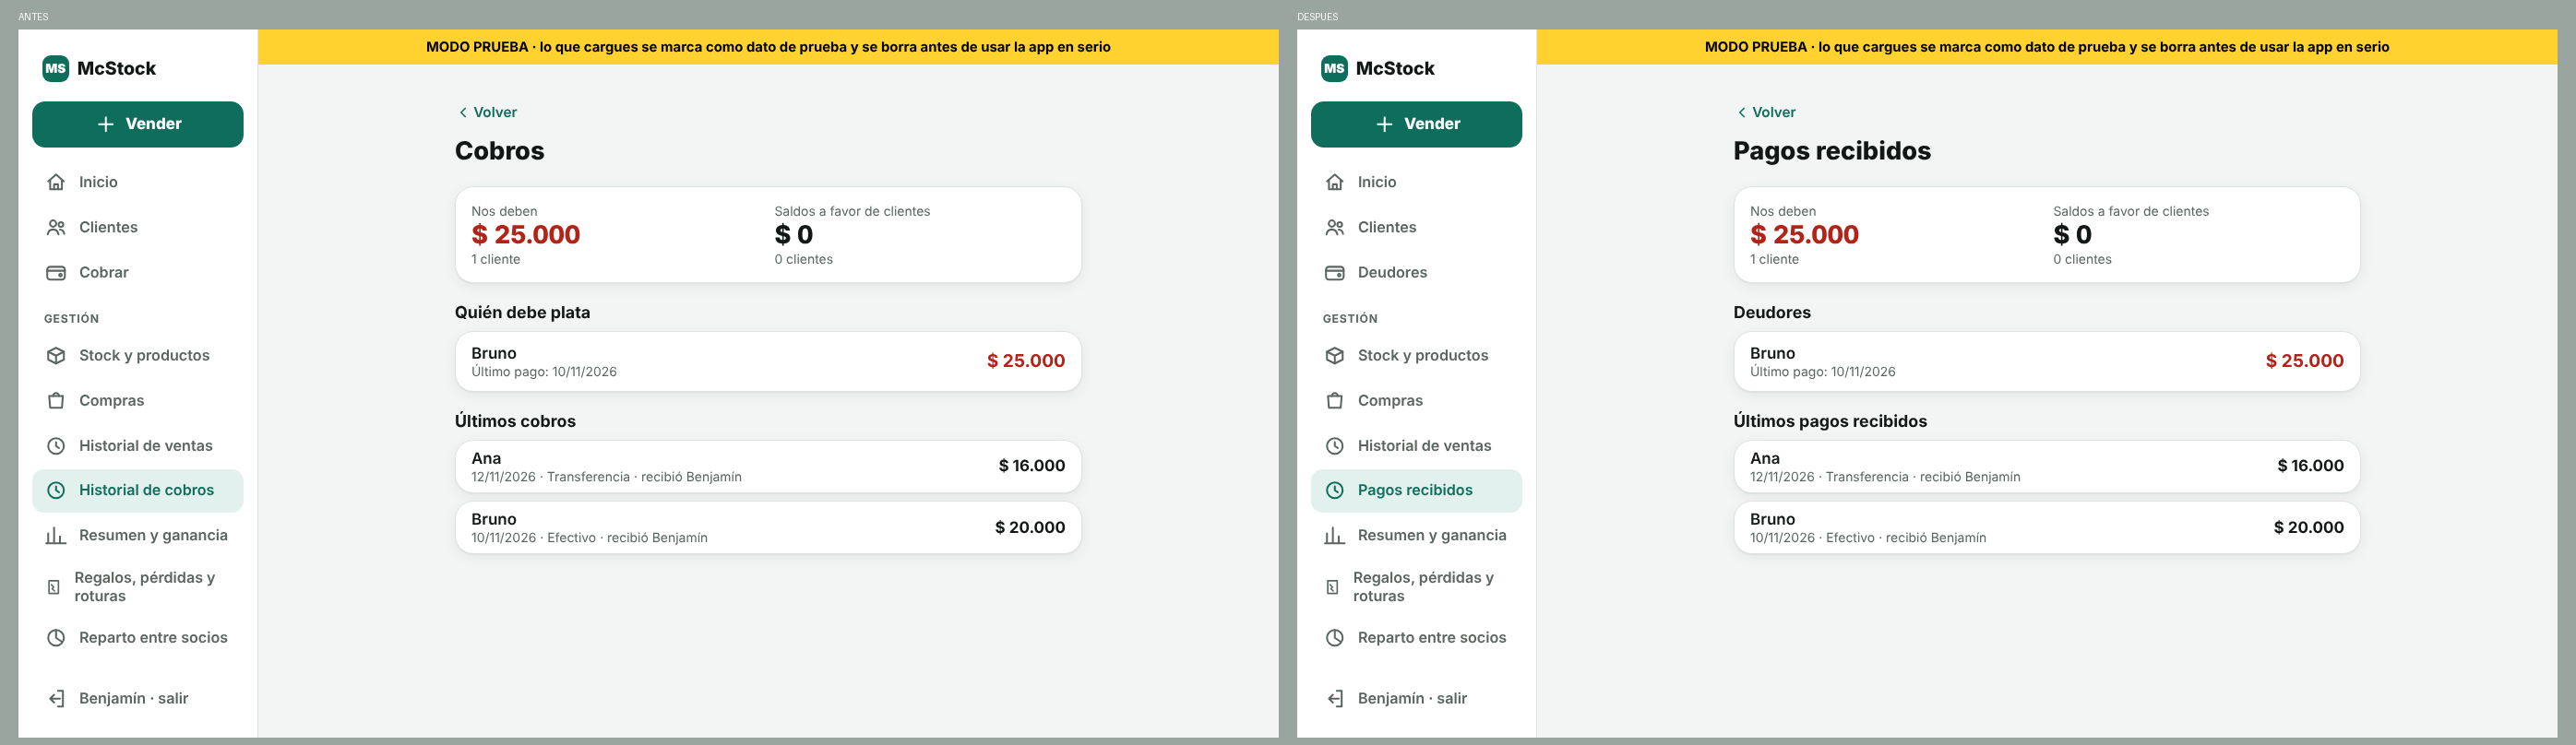 ANTES
MS McStock
+ Vender
Inicio
Clientes
Cobrar
GESTIÓN
Stock y productos
Compras
Historial de ventas
Historial de cobros
Resumen y ganancia
Regalos, pérdidas y
roturas
Reparto entre socios
Benjamín · salir
MODO PRUEBA · lo que cargues se marca como dato de prueba y se borra antes de usar la app en serio
Volver
Cobros
Nos deben
$ 25.000
1 cliente
Saldos a favor de clientes
$ 0
0 clientes
Quién debe plata
Bruno
$ 25.000
Último pago: 10/11/2026
Últimos cobros
Ana
$ 16.000
12/11/2026 · Transferencia · recibió Benjamín
Bruno
$ 20.000
10/11/2026 · Efectivo · recibió Benjamín
DESPUES
MS McStock
+ Vender
Inicio
Clientes
Deudores
GESTIÓN
Stock y productos
Compras
Historial de ventas
Pagos recibidos
Resumen y ganancia
Regalos, pérdidas y
roturas
Reparto entre socios
Benjamín · salir
MODO PRUEBA · lo que cargues se marca como dato de prueba y se borra antes de usar la app en serio
Volver
Pagos recibidos
Nos deben
$ 25.000
1 cliente
Saldos a favor de clientes
$ 0
0 clientes
Deudores
Bruno
$ 25.000
Último pago: 10/11/2026
Últimos pagos recibidos
Ana
$ 16.000
12/11/2026 · Transferencia · recibió Benjamín
Bruno
$ 20.000
10/11/2026 · Efectivo · recibió Benjamín